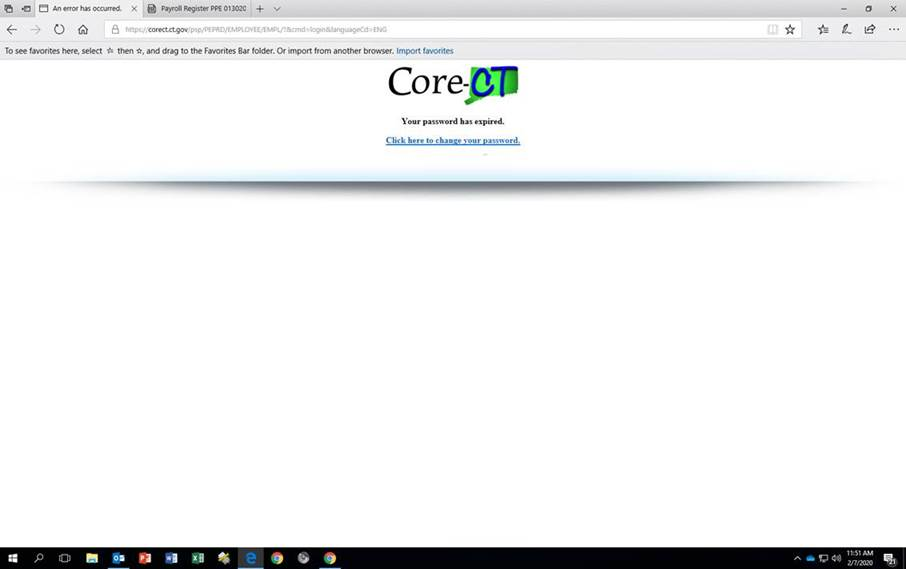 An error has occurred.
Payroll Register PPE 013020
https://corect.ct.gov/psp/PEPRD/EMPLOYEE/EMPL/?&cmd=login&languageCd=ENG
To see favorites here, select ☆ then ☆, and drag to the Favorites Bar folder. Or import from another browser. Import favorites
Core-CT
Your password has expired.
Click here to change your password.
11:51 AM
2/7/2020
21